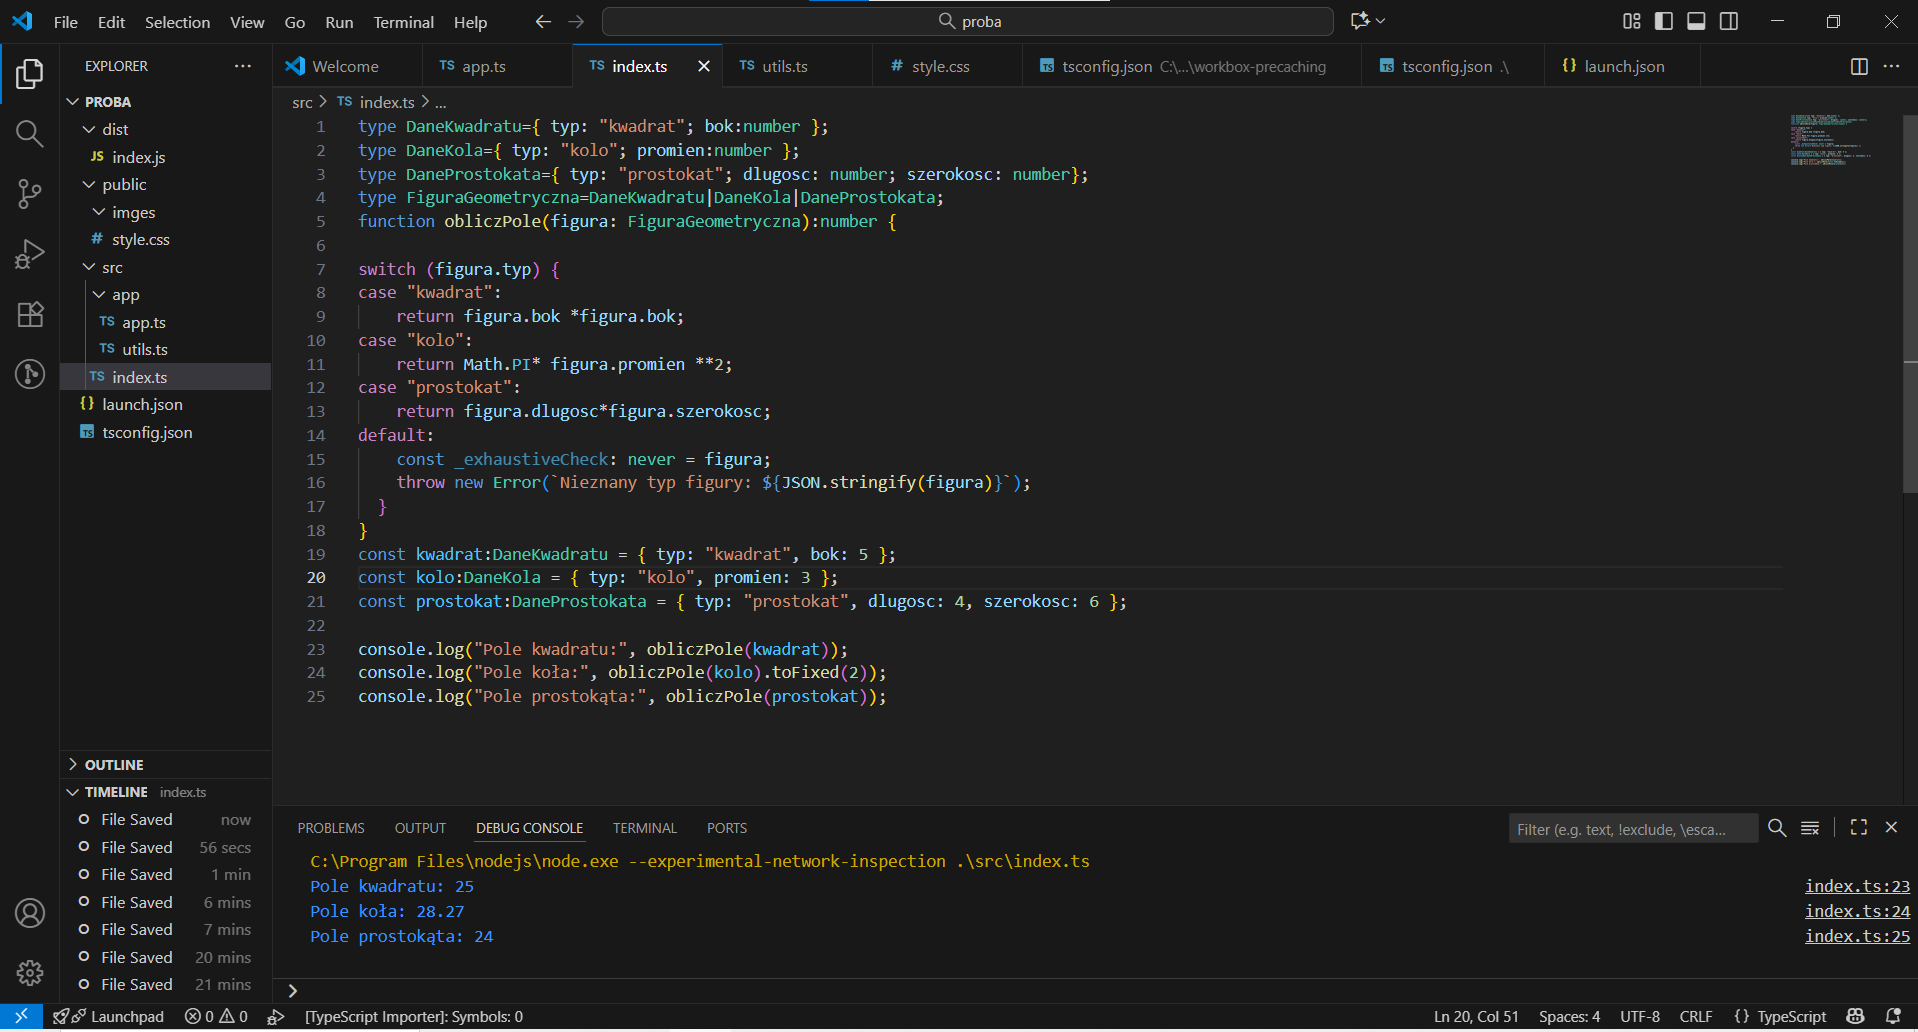 File Edit Selection View Go Run Terminal Help
proba
EXPLORER
PROBA
dist
JS index.js
public
imges
# style.css
src
app
TS app.ts
TS utils.ts
TS index.ts
{} launch.json
TS tsconfig.json
OUTLINE
TIMELINE index.ts
File Saved now
File Saved 56 secs
File Saved 1 min
File Saved 6 mins
File Saved 7 mins
File Saved 20 mins
File Saved 21 mins
Welcome TS app.ts TS index.ts TS utils.ts # style.css TS tsconfig.json C:\...\workbox-precaching TS tsconfig.json .\ {} launch.json
src > TS index.ts > ...
1 type DaneKwadratu={ typ: "kwadrat"; bok:number };
2 type DaneKola={ typ: "kolo"; promien:number };
3 type DaneProstokata={ typ: "prostokat"; dlugosc: number; szerokosc: number};
4 type FiguraGeometryczna=DaneKwadratu|DaneKola|DaneProstokata;
5 function obliczPole(figura: FiguraGeometryczna):number {
6
7 switch (figura.typ) {
8 case "kwadrat":
9 return figura.bok *figura.bok;
10 case "kolo":
11 return Math.PI* figura.promien **2;
12 case "prostokat":
13 return figura.dlugosc*figura.szerokosc;
14 default:
15 const _exhaustiveCheck: never = figura;
16 throw new Error(`Nieznany typ figury: ${JSON.stringify(figura)}`);
17 }
18 }
19 const kwadrat:DaneKwadratu = { typ: "kwadrat", bok: 5 };
20 const kolo:DaneKola = { typ: "kolo", promien: 3 };
21 const prostokat:DaneProstokata = { typ: "prostokat", dlugosc: 4, szerokosc: 6 };
22
23 console.log("Pole kwadratu:", obliczPole(kwadrat));
24 console.log("Pole koła:", obliczPole(kolo).toFixed(2));
25 console.log("Pole prostokąta:", obliczPole(prostokat));
PROBLEMS OUTPUT DEBUG CONSOLE TERMINAL PORTS
Filter (e.g. text, !exclude, \esca...
C:\Program Files\nodejs\node.exe --experimental-network-inspection .\src\index.ts
Pole kwadratu: 25 index.ts:23
Pole koła: 28.27 index.ts:24
Pole prostokąta: 24 index.ts:25
>
Launchpad 0 0 [TypeScript Importer]: Symbols: 0 Ln 20, Col 51 Spaces: 4 UTF-8 CRLF {} TypeScript